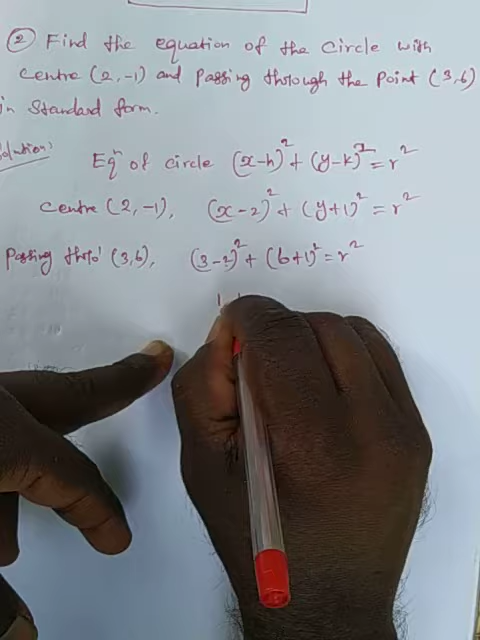 ② Find the equation of the circle with
centre (2,-1) and passing through the point (3,6)
in standard form.
Solution:
Eqⁿ of circle (x-h)² + (y-k)² = r²
centre (2,-1), (x-2)² + (y+1)² = r²
passing thro' (3,6), (3-2)² + (6+1)² = r²